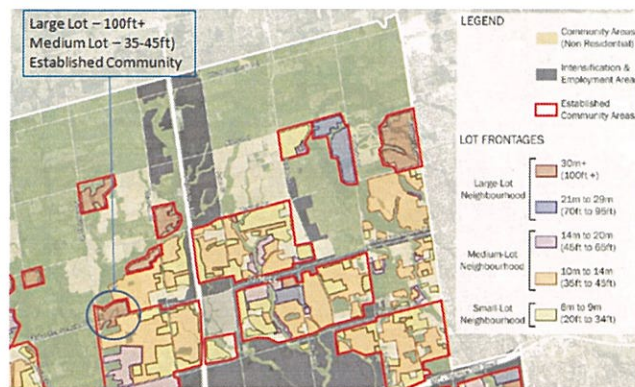 Large Lot – 100ft+
Medium Lot – 35-45ft)
Established Community
LEGEND
Community Areas
(Non Residential)
Intensification &
Employment Area
Established
Community Areas
LOT FRONTAGES
Large-Lot
Neighbourhood
30m+
(100ft +)
21m to 29m
(70ft to 95ft)
Medium-Lot
Neighbourhood
14m to 20m
(45ft to 65ft)
10m to 14m
(35ft to 45ft)
Small-Lot
Neighbourhood
6m to 9m
(20ft to 34ft)